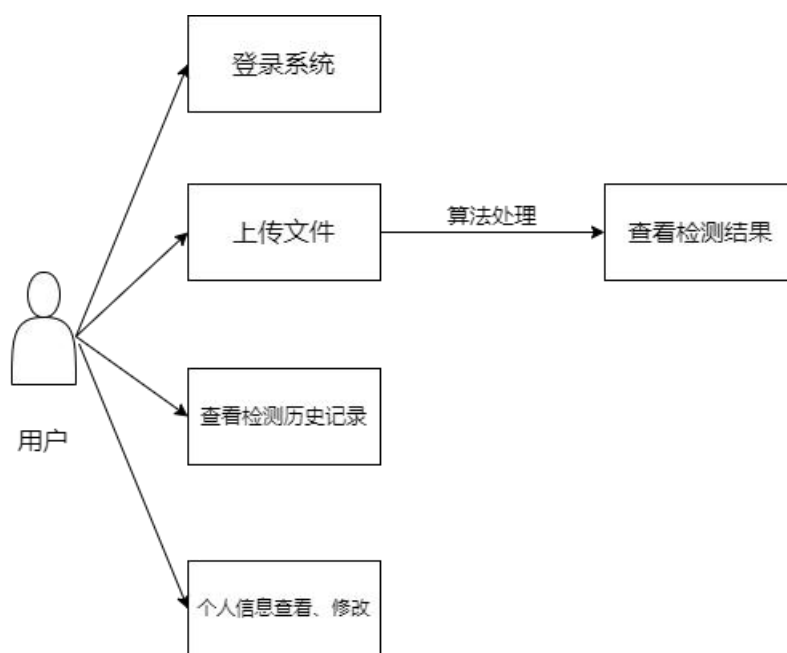 登录系统
上传文件
算法处理
查看检测结果
查看检测历史记录
用户
个人信息查看、修改